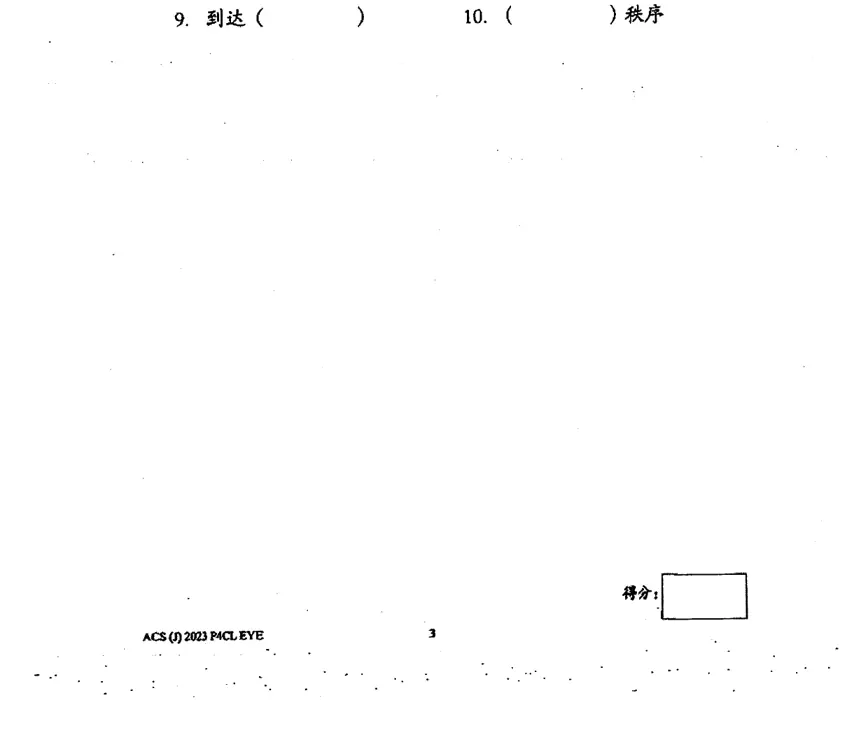 9. 到达 (                ) 10. (                ) 秩序
得分:
ACS (J) 2023 P4CL EYE 3